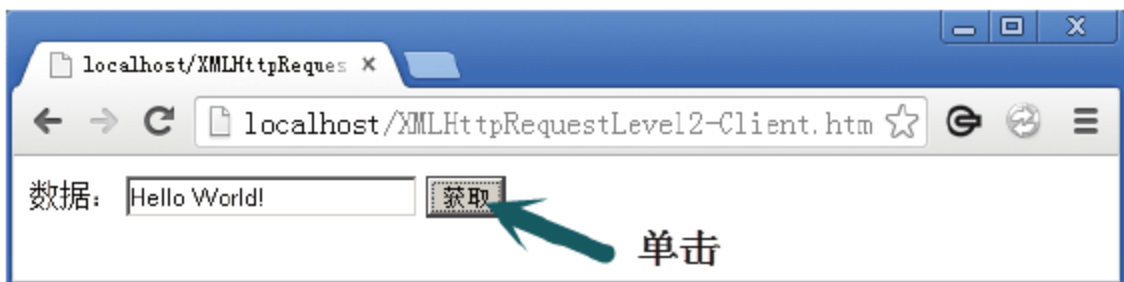 localhost/XMLHttpReques
localhost/XMLHttpRequestLevel2-Client.htm
数据： Hello World! 获取
单击